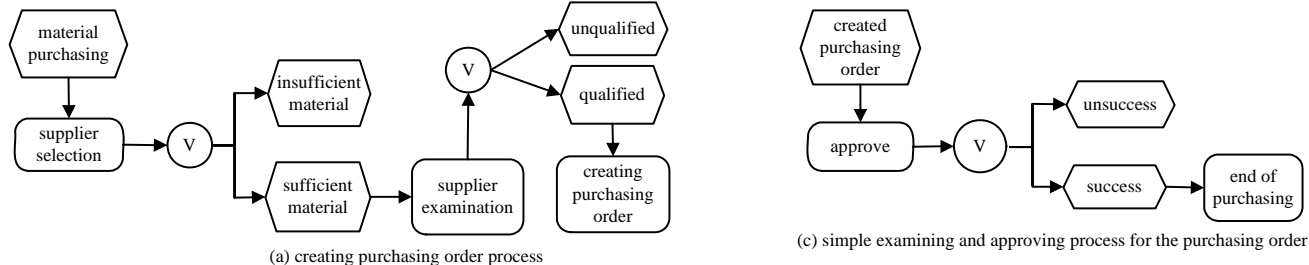 material
purchasing
supplier
selection
V
insufficient
material
sufficient
material
supplier
examination
V
unqualified
qualified
creating
purchasing
order
(a) creating purchasing order process
created
purchasing
order
approve
V
unsuccess
success
end of
purchasing
(c) simple examining and approving process for the purchasing order